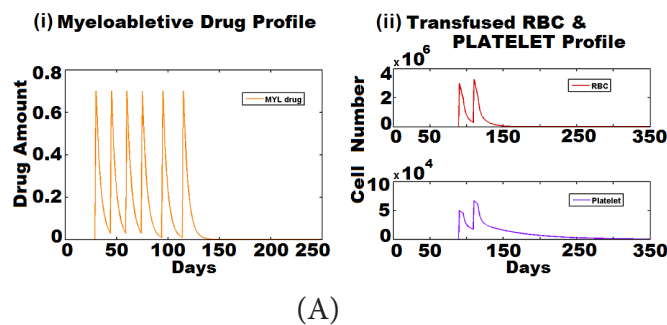 (i) Myeloabletive Drug Profile
Drug Amount
0.8
0.6
0.4
0.2
0
MYL drug
0 50 100 150 200 250
Days
(ii) Transfused RBC &
PLATELET Profile
Cell Number
x 10^6
4
2
0
RBC
0 50 150 250 350
x 10^4
10
5
0
Platelet
0 50 150 250 350
Days
(A)